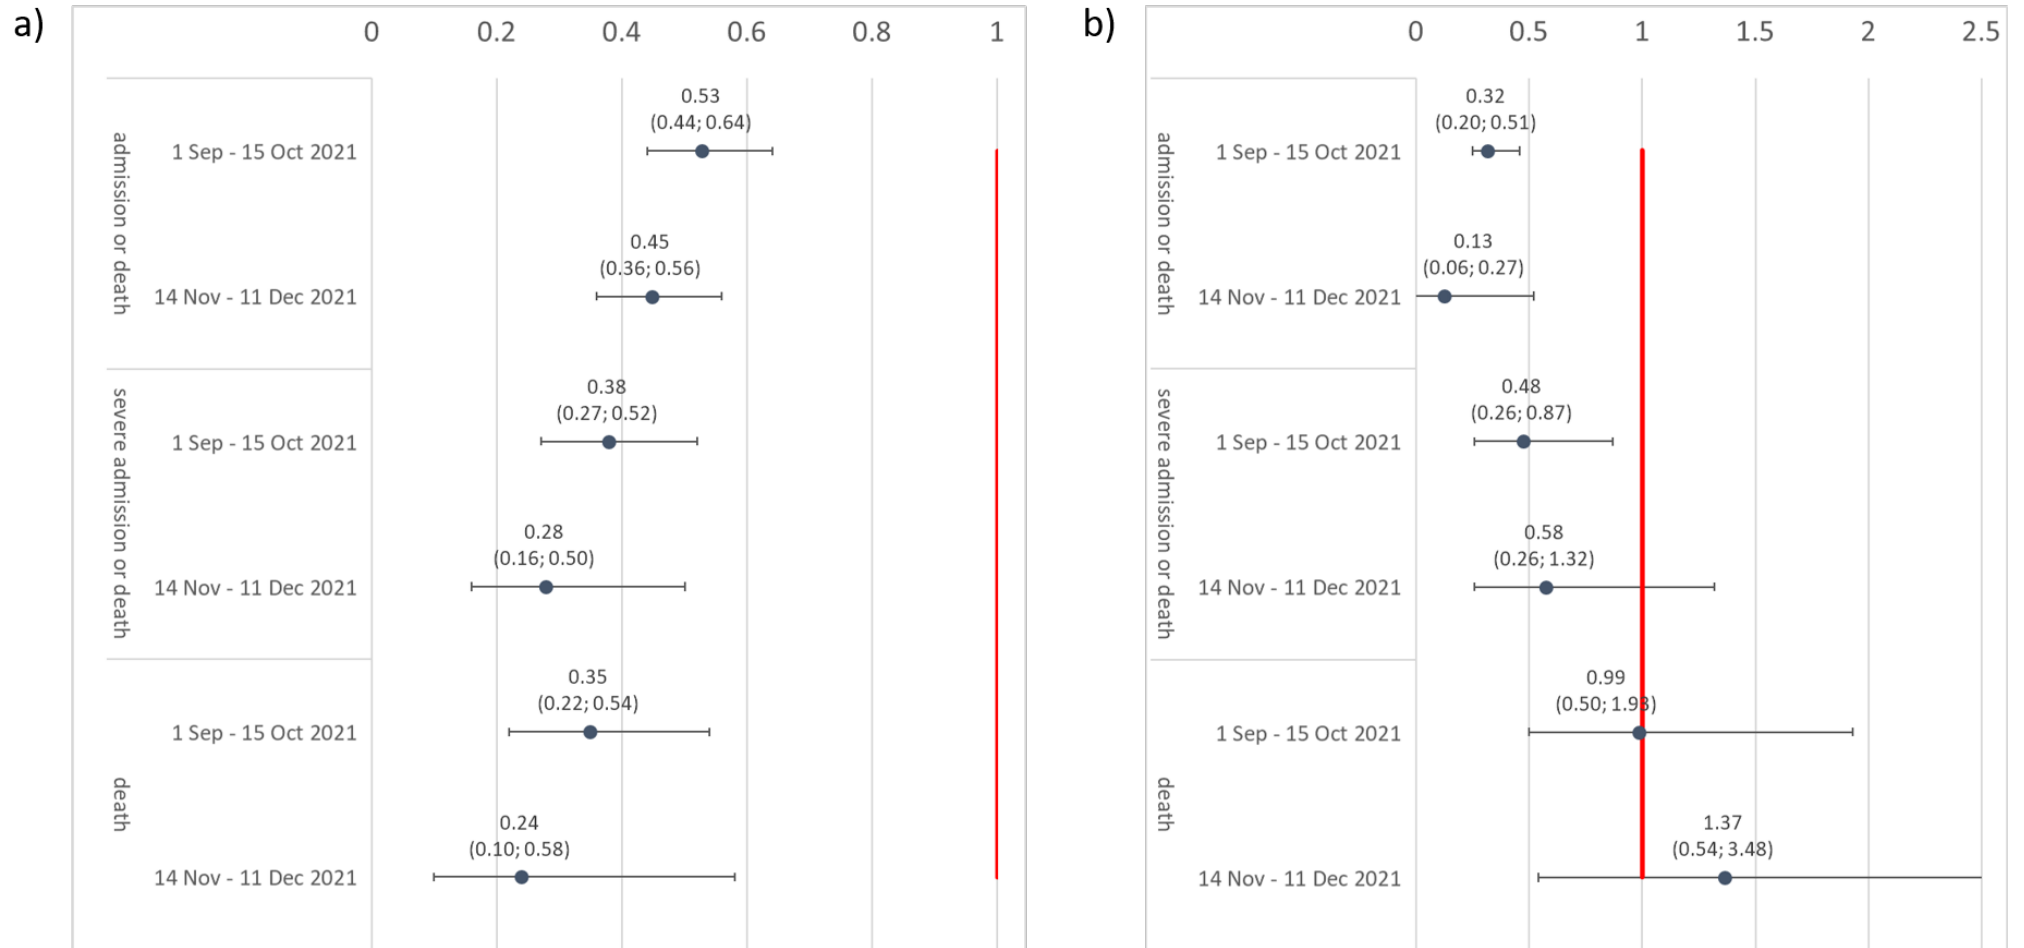 a)
0 0.2 0.4 0.6 0.8 1
admission or death
0.53
(0.44; 0.64)
1 Sep - 15 Oct 2021
0.45
(0.36; 0.56)
14 Nov - 11 Dec 2021
severe admission or death
0.38
(0.27; 0.52)
1 Sep - 15 Oct 2021
0.28
(0.16; 0.50)
14 Nov - 11 Dec 2021
death
0.35
(0.22; 0.54)
1 Sep - 15 Oct 2021
0.24
(0.10; 0.58)
14 Nov - 11 Dec 2021
b)
0 0.5 1 1.5 2 2.5
admission or death
0.32
(0.20; 0.51)
1 Sep - 15 Oct 2021
0.13
(0.06; 0.27)
14 Nov - 11 Dec 2021
severe admission or death
0.48
(0.26; 0.87)
1 Sep - 15 Oct 2021
0.58
(0.26; 1.32)
14 Nov - 11 Dec 2021
death
0.99
(0.50; 1.93)
1 Sep - 15 Oct 2021
1.37
(0.54; 3.48)
14 Nov - 11 Dec 2021